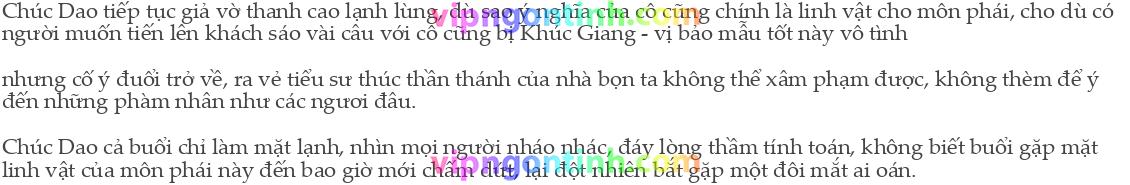 Chúc Dao tiếp tục giả vờ thanh cao lạnh lùng, dù sao ý nghĩa của cô cũng chính là linh vật cho môn phái, cho dù có
người muốn tiến lên khách sáo vài câu với cô cũng bị Khúc Giang - vị bảo mẫu tốt này vô tình
nhưng cố ý đuổi trở về, ra vẻ tiểu sư thúc thần thánh của nhà bọn ta không thể xâm phạm được, không thèm để ý
đến những phàm nhân như các ngươi đâu.
Chúc Dao cả buổi chỉ làm mặt lạnh, nhìn mọi người nháo nhác, đáy lòng thầm tính toán, không biết buổi gặp mặt
linh vật của môn phái này đến bao giờ mới chấm dứt, lại đột nhiên bắt gặp một đôi mắt ai oán.
vipngontinh.com
vipngontinh.com